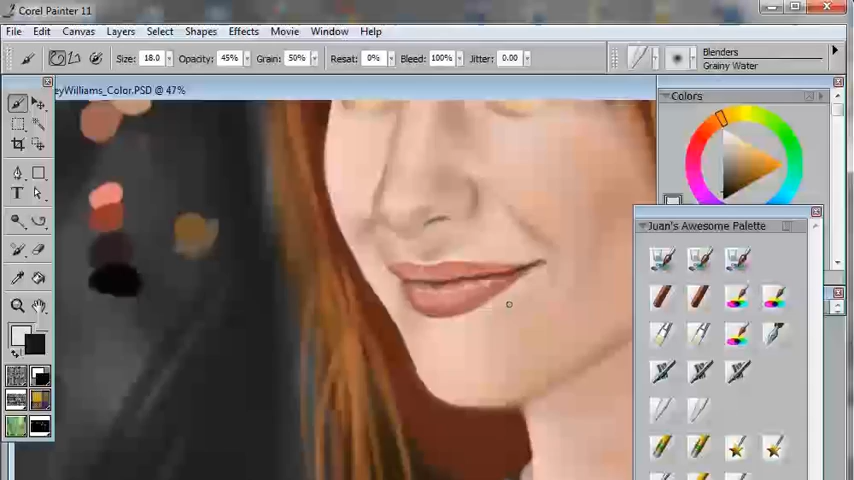 Corel Painter 11
File Edit Canvas Layers Select Shapes Effects Movie Window Help
Size: 18.0 Opacity: 45% Grain: 50% Resat: 0% Bleed: 100% Jitter: 0.00
Blenders
Grainy Water
eyWilliams_Color.PSD @ 47%
Colors
Juan's Awesome Palette
T